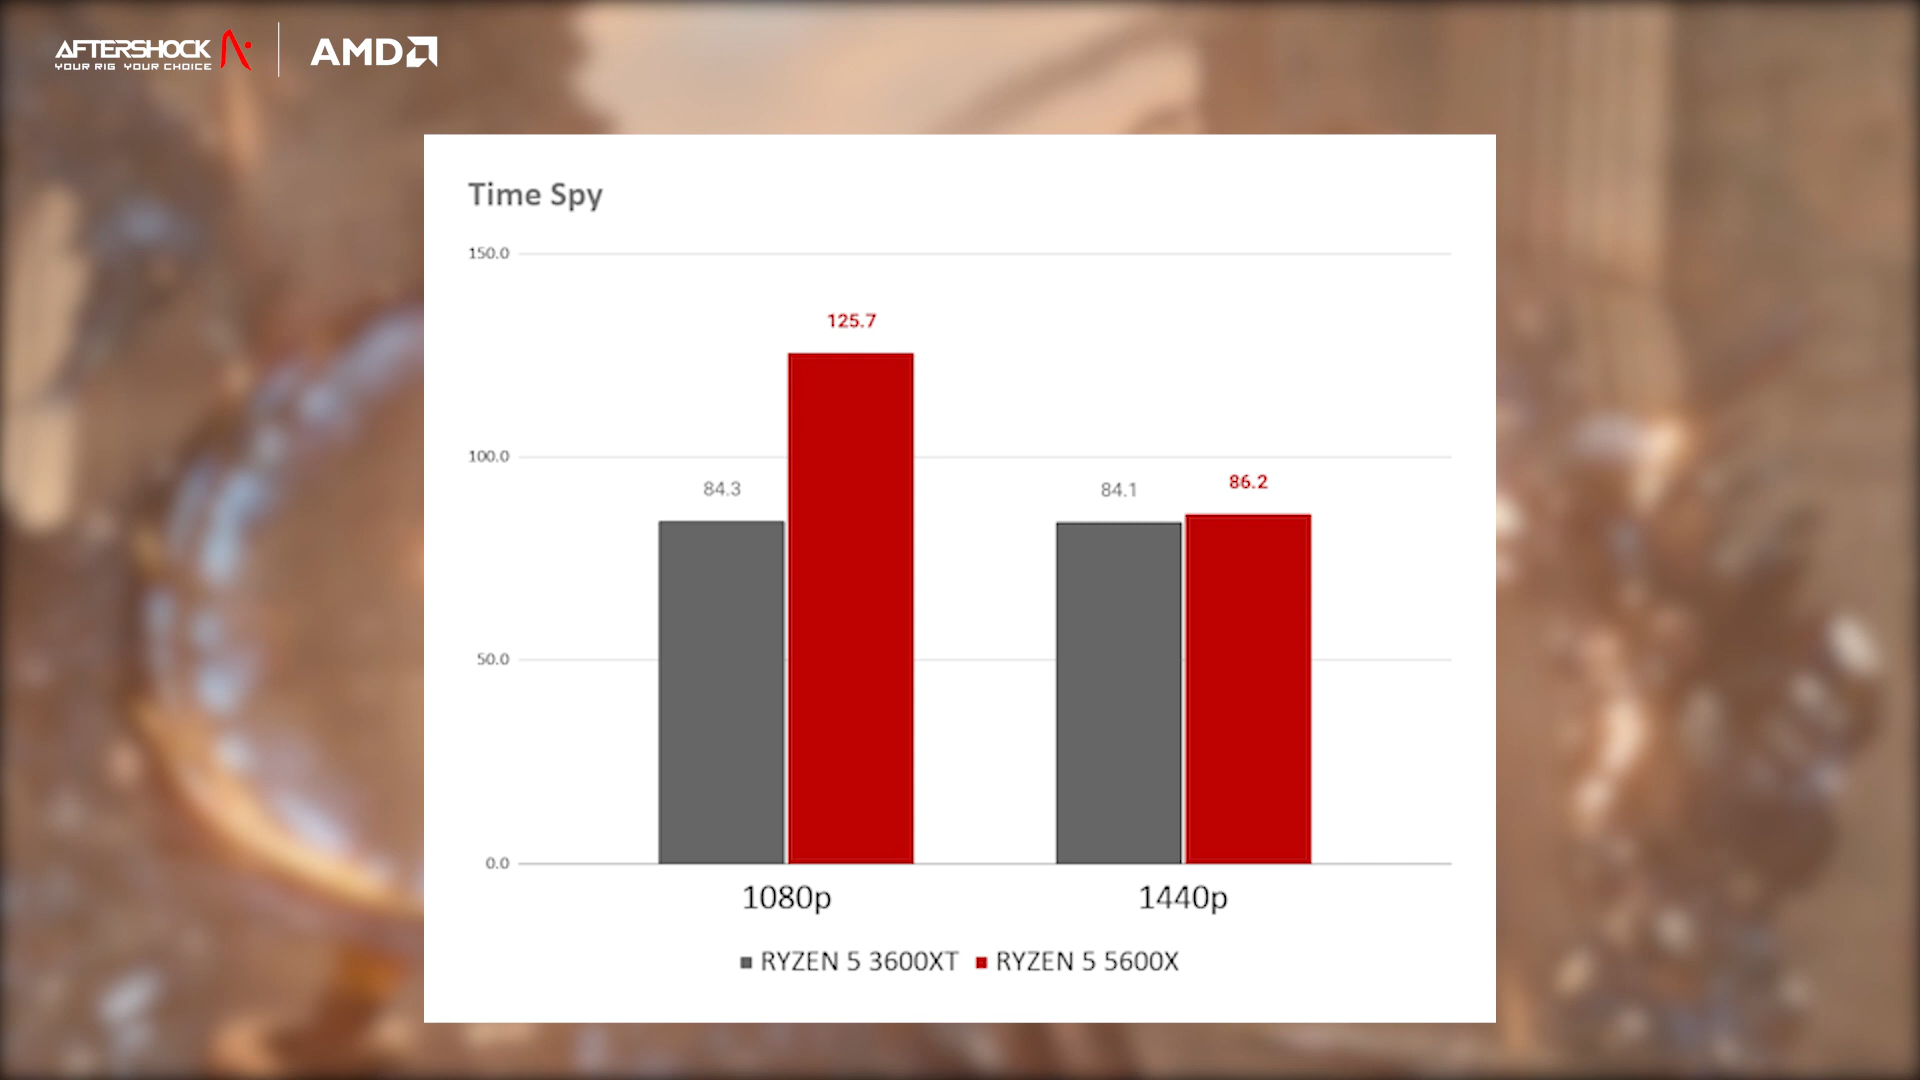 AFTERSHOCK
YOUR RIG YOUR CHOICE
AMD
Time Spy
150.0
125.7
100.0
84.3
84.1
86.2
50.0
0.0
1080p
1440p
RYZEN 5 3600XT
RYZEN 5 5600X